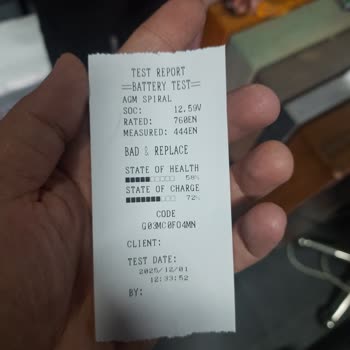 TEST REPORT
==BATTERY TEST==
AGM SPIRAL
SOC: 12.59V
RATED: 760EN
MEASURED: 444EN
BAD & REPLACE
STATE OF HEALTH
58%
STATE OF CHARGE
72%
CODE
G03MC0FO4MN
CLIENT:
TEST DATE:
2025/12/01
12:33:52
BY: